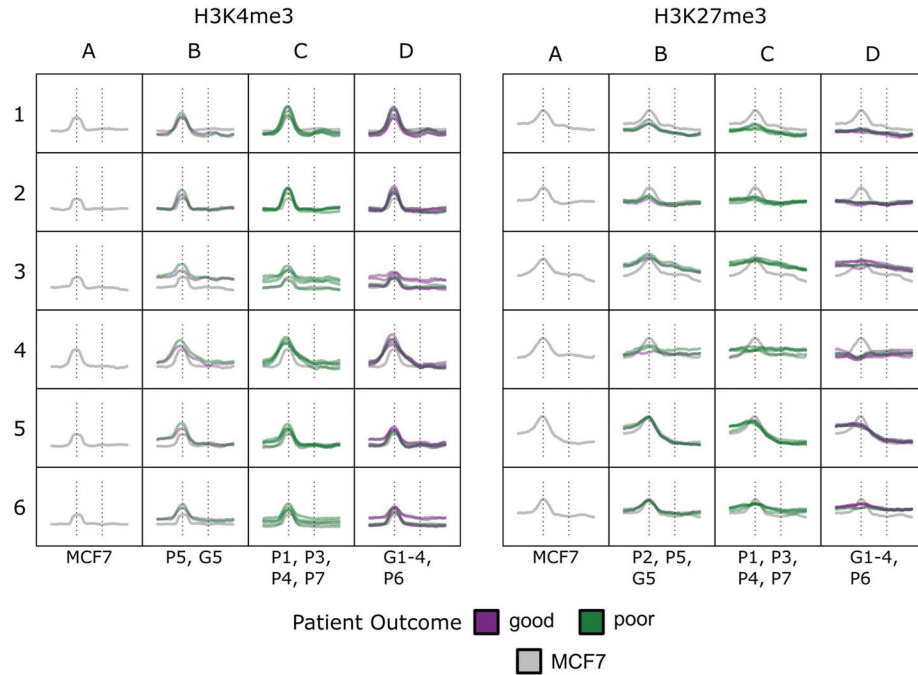 H3K4me3 H3K27me3
A B C D A B C D
1
2
3
4
5
6
MCF7 P5, G5 P1, P3, G1-4, MCF7 P2, P5, P1, P3, G1-4,
P4, P7 P6 G5 P4, P7 P6
Patient Outcome good poor
MCF7